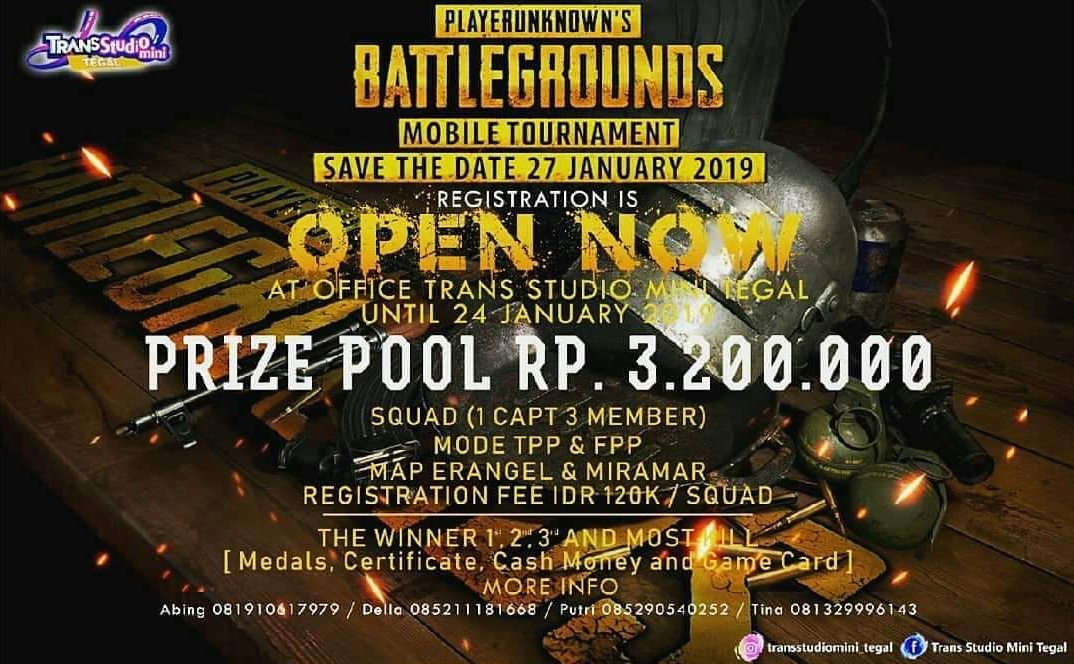 TRANS Studio mini
TEGAL
PLAYERUNKNOWN'S
BATTLEGROUNDS
MOBILE TOURNAMENT
SAVE THE DATE 27 JANUARY 2019
REGISTRATION IS
OPEN NOW
AT OFFICE TRANS STUDIO MINI TEGAL
UNTIL 24 JANUARY 2019
PRIZE POOL RP. 3.200.000
SQUAD (1 CAPT 3 MEMBER)
MODE TPP & FPP
MAP ERANGEL & MIRAMAR
REGISTRATION FEE IDR 120K / SQUAD
THE WINNER 1st, 2nd, 3rd AND MOST KILL
[ Medals, Certificate, Cash Money and Game Card ]
MORE INFO
Abing 081910617979 / Della 085211181668 / Putri 085290540252 / Tina 081329996143
transstudiomini_tegal Trans Studio Mini Tegal